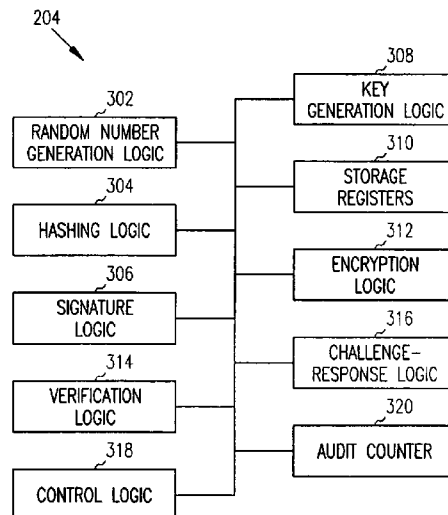 204
302
RANDOM NUMBER
GENERATION LOGIC
304
HASHING LOGIC
306
SIGNATURE
LOGIC
314
VERIFICATION
LOGIC
318
CONTROL LOGIC
308
KEY
GENERATION LOGIC
310
STORAGE
REGISTERS
312
ENCRYPTION
LOGIC
316
CHALLENGE–
RESPONSE LOGIC
320
AUDIT COUNTER